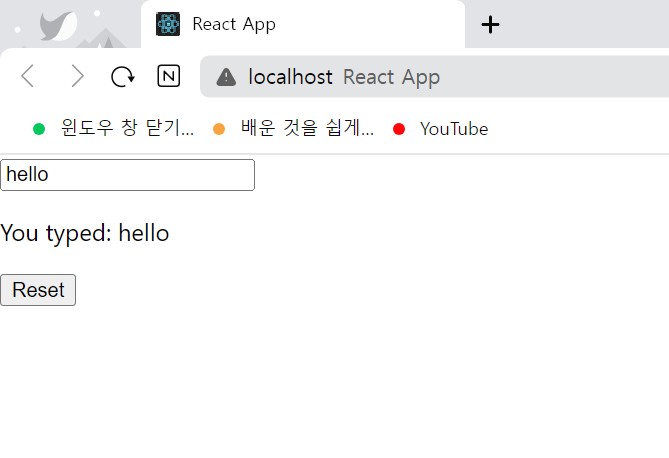 React App
N localhost React App
윈도우 창 닫기... 배운 것을 쉽게... YouTube
hello
You typed: hello
Reset